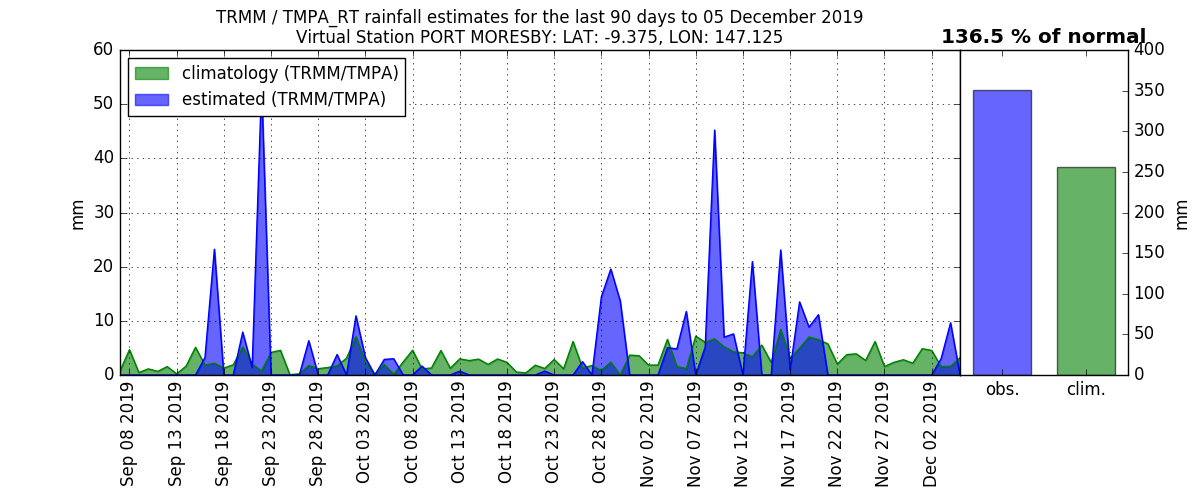 TRMM / TMPA_RT rainfall estimates for the last 90 days to 05 December 2019
Virtual Station PORT MORESBY: LAT: -9.375, LON: 147.125
136.5 % of normal
climatology (TRMM/TMPA)
estimated (TRMM/TMPA)
60
50
40
30
20
10
0
mm
400
350
300
250
200
150
100
50
0
mm
Sep 08 2019
Sep 13 2019
Sep 18 2019
Sep 23 2019
Sep 28 2019
Oct 03 2019
Oct 08 2019
Oct 13 2019
Oct 18 2019
Oct 23 2019
Oct 28 2019
Nov 02 2019
Nov 07 2019
Nov 12 2019
Nov 17 2019
Nov 22 2019
Nov 27 2019
Dec 02 2019
obs.
clim.